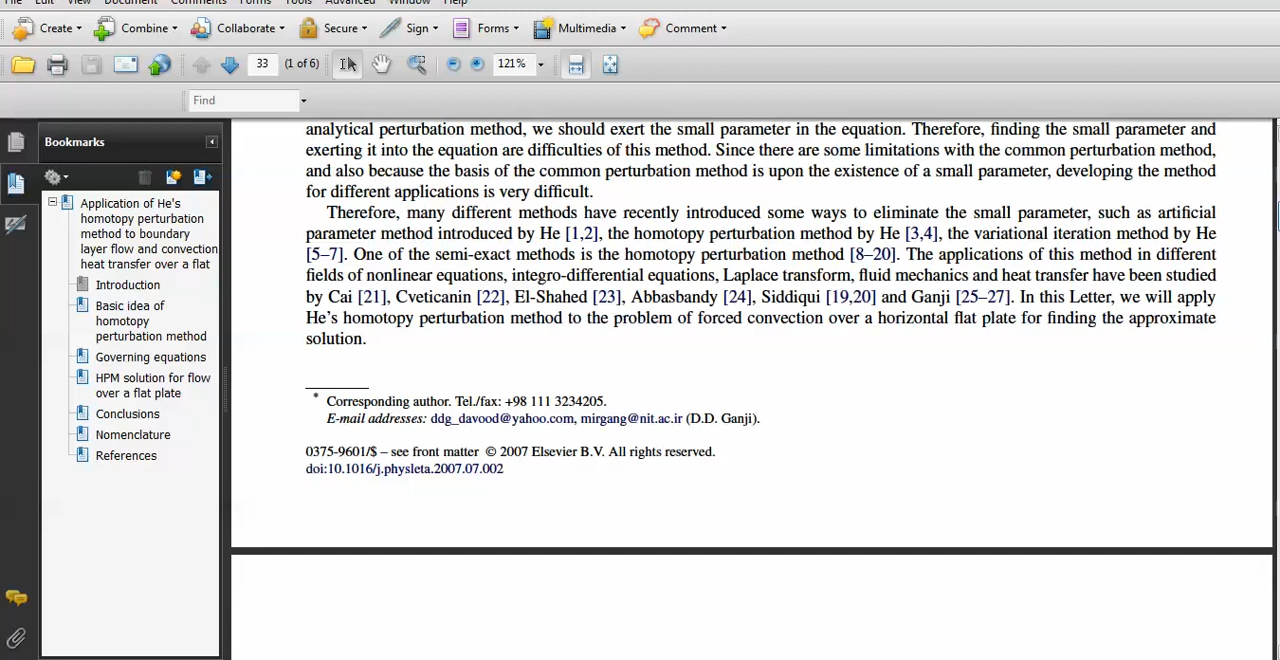 File Edit View Document Comments Forms Tools Advanced Window Help
Create Combine Collaborate Secure Sign Forms Multimedia Comment
33 (1 of 6) 121%
Find
Bookmarks
Application of He's
homotopy perturbation
method to boundary
layer flow and convection
heat transfer over a flat
Introduction
Basic idea of
homotopy
perturbation method
Governing equations
HPM solution for flow
over a flat plate
Conclusions
Nomenclature
References
analytical perturbation method, we should exert the small parameter in the equation. Therefore, finding the small parameter and
exerting it into the equation are difficulties of this method. Since there are some limitations with the common perturbation method,
and also because the basis of the common perturbation method is upon the existence of a small parameter, developing the method
for different applications is very difficult.
Therefore, many different methods have recently introduced some ways to eliminate the small parameter, such as artificial
parameter method introduced by He [1,2], the homotopy perturbation method by He [3,4], the variational iteration method by He
[5–7]. One of the semi-exact methods is the homotopy perturbation method [8–20]. The applications of this method in different
fields of nonlinear equations, integro-differential equations, Laplace transform, fluid mechanics and heat transfer have been studied
by Cai [21], Cveticanin [22], El-Shahed [23], Abbasbandy [24], Siddiqui [19,20] and Ganji [25–27]. In this Letter, we will apply
He's homotopy perturbation method to the problem of forced convection over a horizontal flat plate for finding the approximate
solution.
* Corresponding author. Tel./fax: +98 111 3234205.
E-mail addresses: ddg_davood@yahoo.com, mirgang@nit.ac.ir (D.D. Ganji).
0375-9601/$ – see front matter © 2007 Elsevier B.V. All rights reserved.
doi:10.1016/j.physleta.2007.07.002